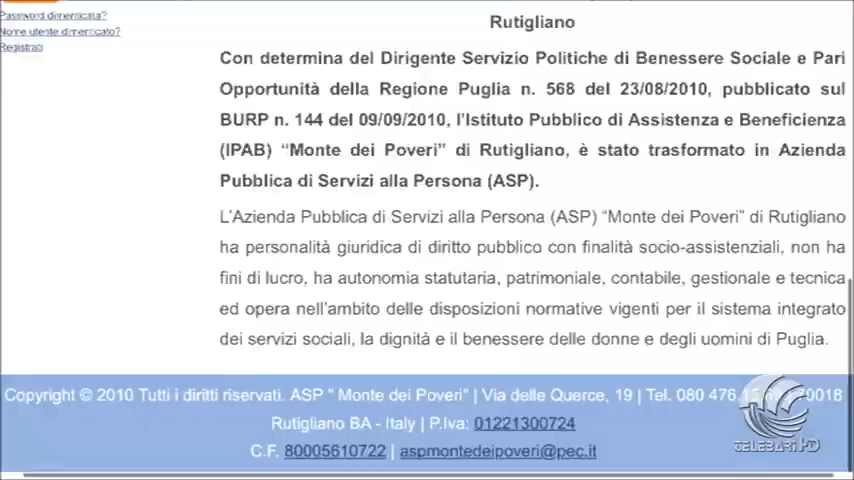 Password dimenticata?
Nome utente dimenticato?
Registrati
Rutigliano
Con determina del Dirigente Servizio Politiche di Benessere Sociale e Pari
Opportunità della Regione Puglia n. 568 del 23/08/2010, pubblicato sul
BURP n. 144 del 09/09/2010, l'Istituto Pubblico di Assistenza e Beneficienza
(IPAB) “Monte dei Poveri” di Rutigliano, è stato trasformato in Azienda
Pubblica di Servizi alla Persona (ASP).
L’Azienda Pubblica di Servizi alla Persona (ASP) “Monte dei Poveri” di Rutigliano
ha personalità giuridica di diritto pubblico con finalità socio-assistenziali, non ha
fini di lucro, ha autonomia statutaria, patrimoniale, contabile, gestionale e tecnica
ed opera nell’ambito delle disposizioni normative vigenti per il sistema integrato
dei servizi sociali, la dignità e il benessere delle donne e degli uomini di Puglia.
Copyright © 2010 Tutti i diritti riservati. ASP " Monte dei Poveri" | Via delle Querce, 19 | Tel. 080 476
Rutigliano BA - Italy | P.Iva: 01221300724
C.F. 80005610722 | aspmontedeipoveri@pec.it
TELEBARI HD